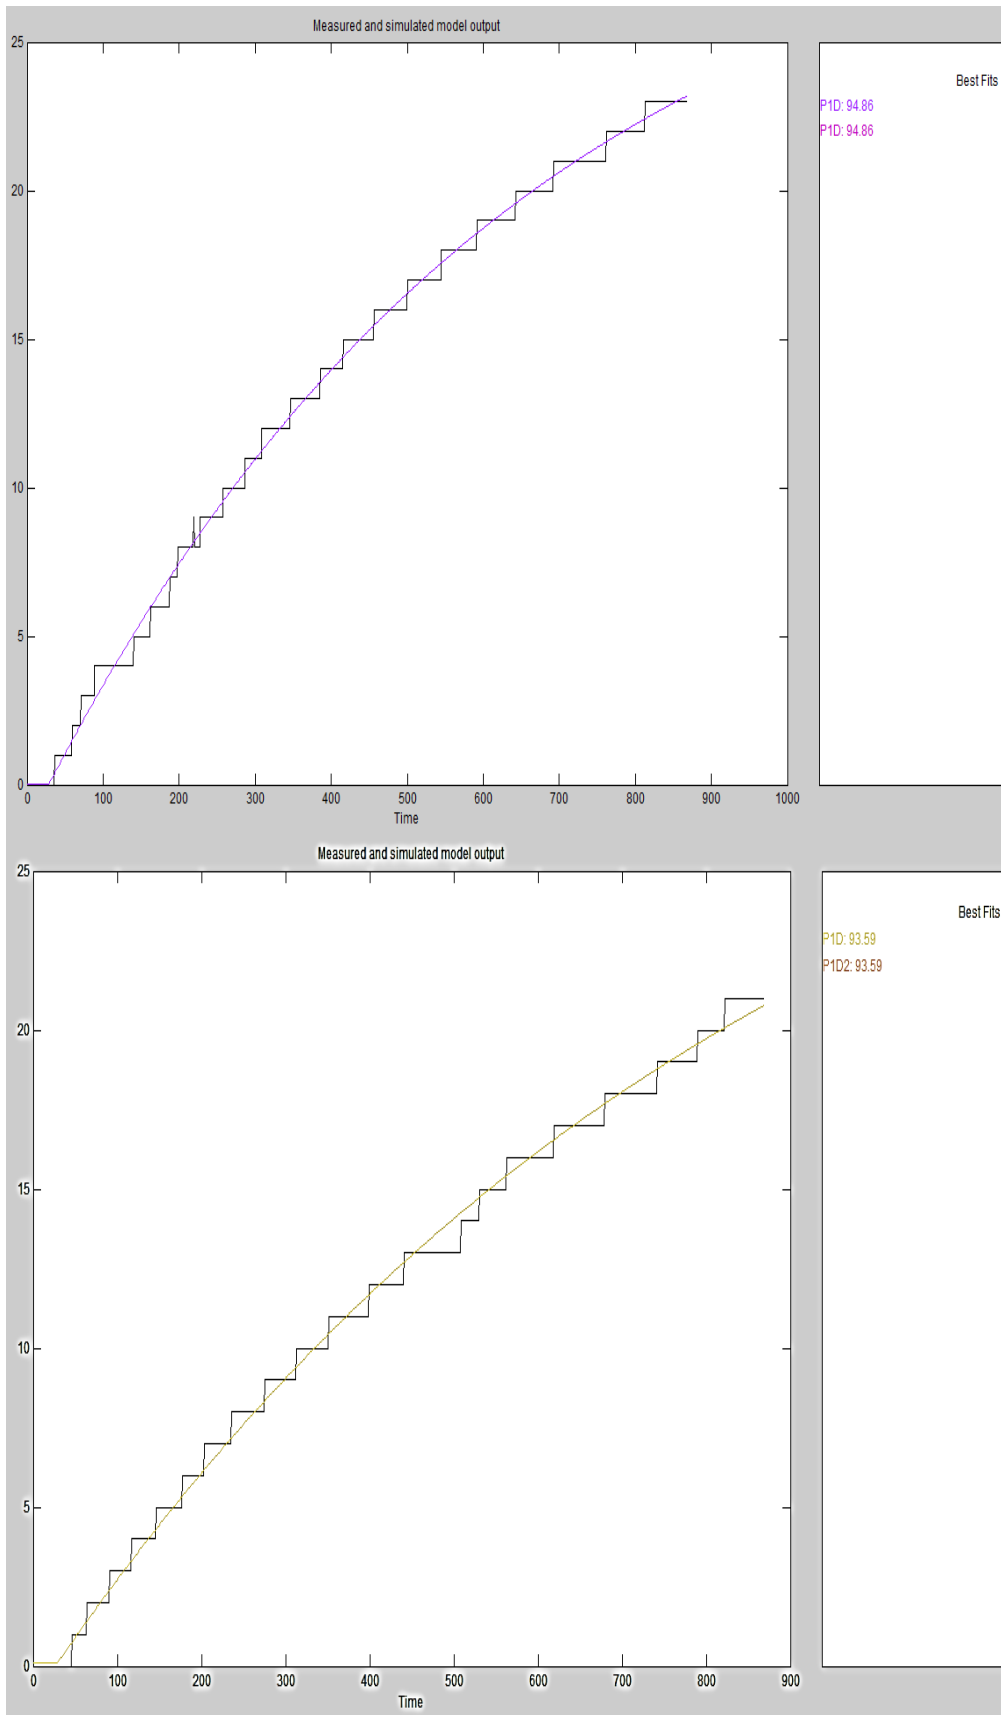 Measured and simulated model output
25
20
15
10
5
0
0 100 200 300 400 500 600 700 800 900 1000
Time
Best Fits
P1D: 94.86
P1D: 94.86
Measured and simulated model output
25
20
15
10
5
0
0 100 200 300 400 500 600 700 800 900
Time
Best Fits
P1D: 93.59
P1D2: 93.59